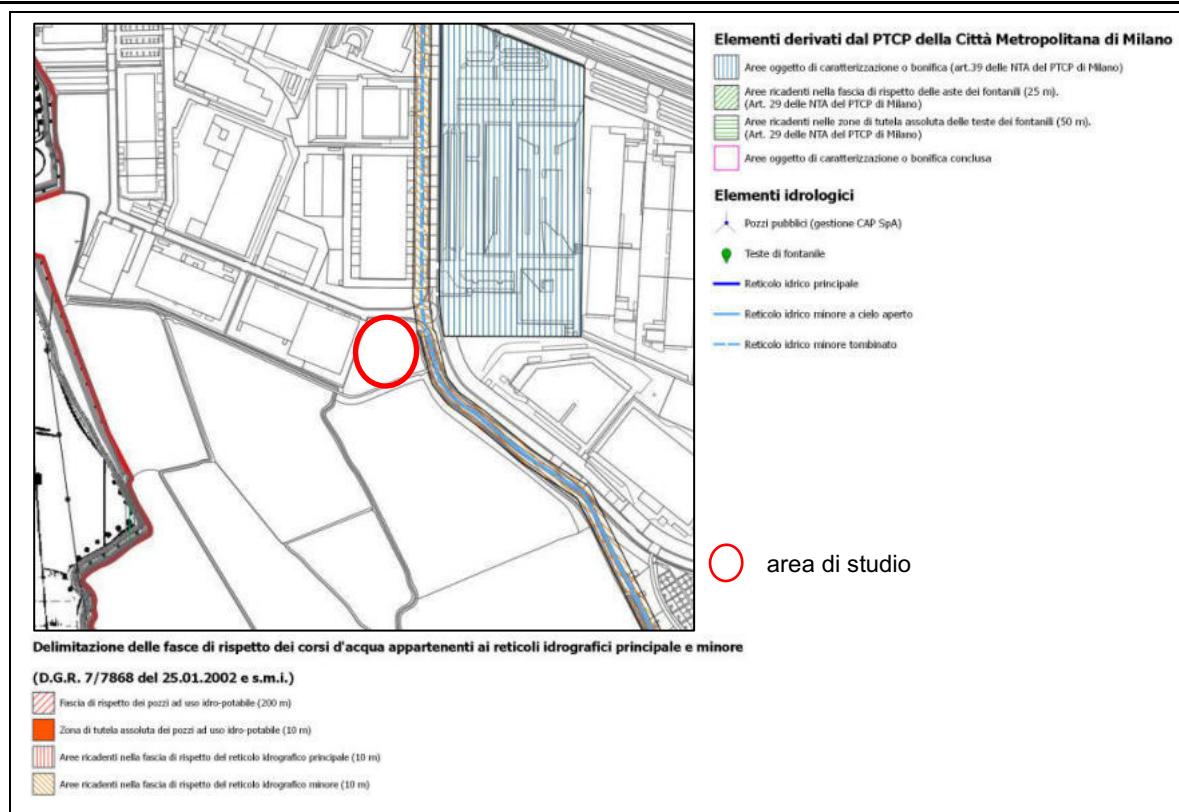 Elementi derivati dal PTCP della Città Metropolitana di Milano
Aree oggetto di caratterizzazione o bonifica (art.39 delle NTA del PTCP di Milano)
Aree ricadenti nella fascia di rispetto delle aste dei fontanili (25 m).
(Art. 29 delle NTA del PTCP di Milano)
Aree ricadenti nelle zone di tutela assoluta delle teste dei fontanili (50 m).
(Art. 29 delle NTA del PTCP di Milano)
Aree oggetto di caratterizzazione o bonifica conclusa
Elementi idrologici
Pozzi pubblici (gestione CAP SpA)
Teste di fontanile
Reticolo idrico principale
Reticolo idrico minore a cielo aperto
Reticolo idrico minore tombinato
area di studio
Delimitazione delle fasce di rispetto dei corsi d'acqua appartenenti ai reticoli idrografici principale e minore
(D.G.R. 7/7868 del 25.01.2002 e s.m.i.)
Fascia di rispetto dei pozzi ad uso idro-potabile (200 m)
Zona di tutela assoluta dei pozzi ad uso idro-potabile (10 m)
Aree ricadenti nella fascia di rispetto del reticolo idrografico principale (10 m)
Aree ricadenti nella fascia di rispetto del reticolo idrografico minore (10 m)